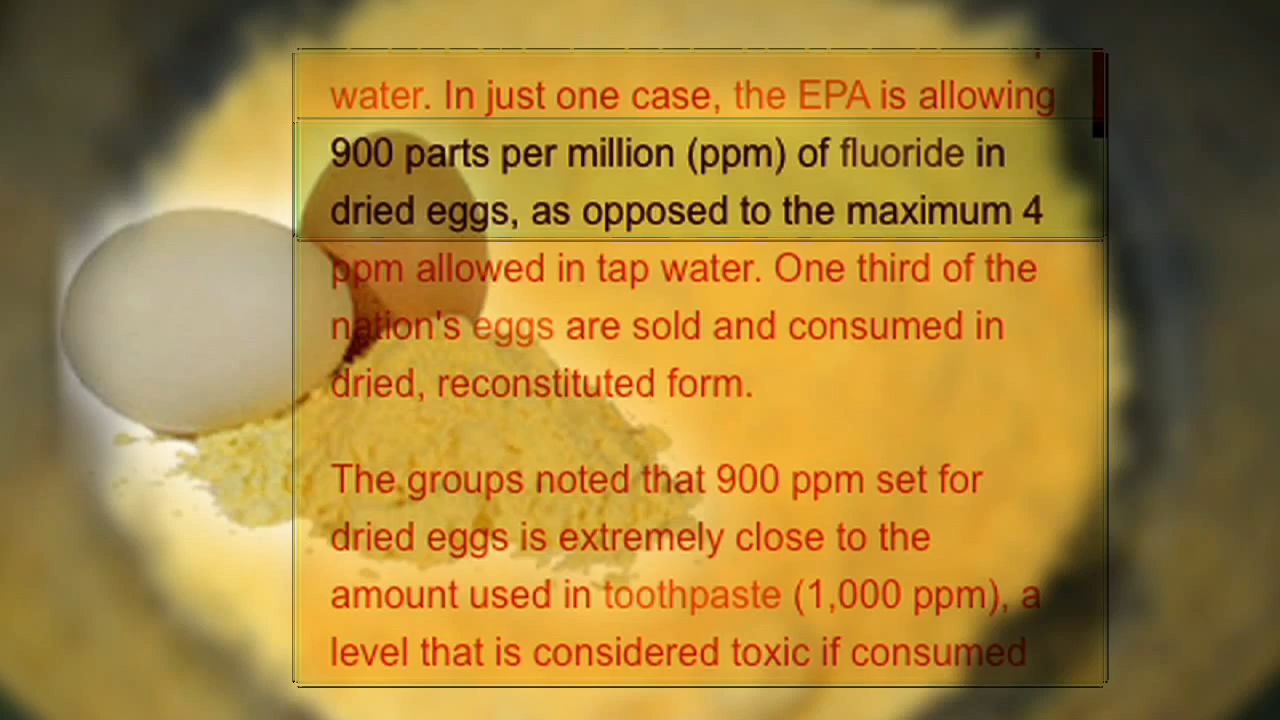 water. In just one case, the EPA is allowing
900 parts per million (ppm) of fluoride in
dried eggs, as opposed to the maximum 4
ppm allowed in tap water. One third of the
nation's eggs are sold and consumed in
dried, reconstituted form.
The groups noted that 900 ppm set for
dried eggs is extremely close to the
amount used in toothpaste (1,000 ppm), a
level that is considered toxic if consumed